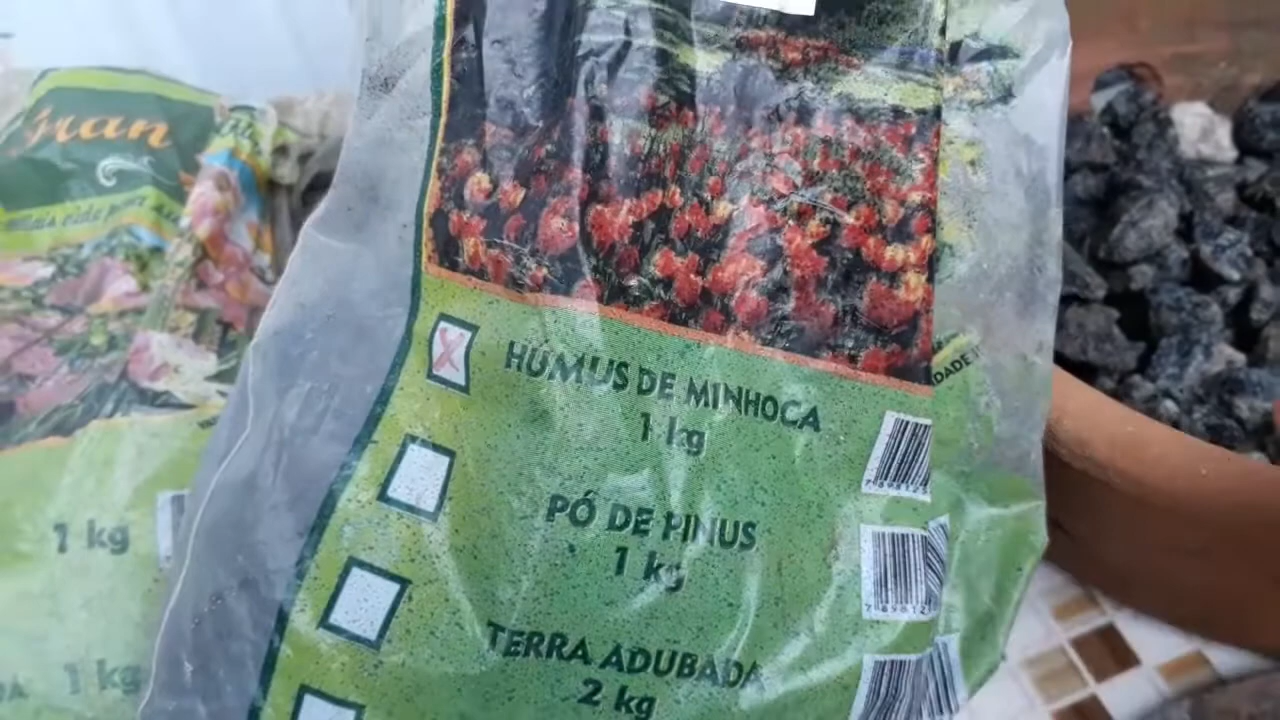 HÚMUS DE MINHOCA
1 kg
PÓ DE PINUS
1 kg
TERRA ADUBADA
2 kg
1 kg
1 kg